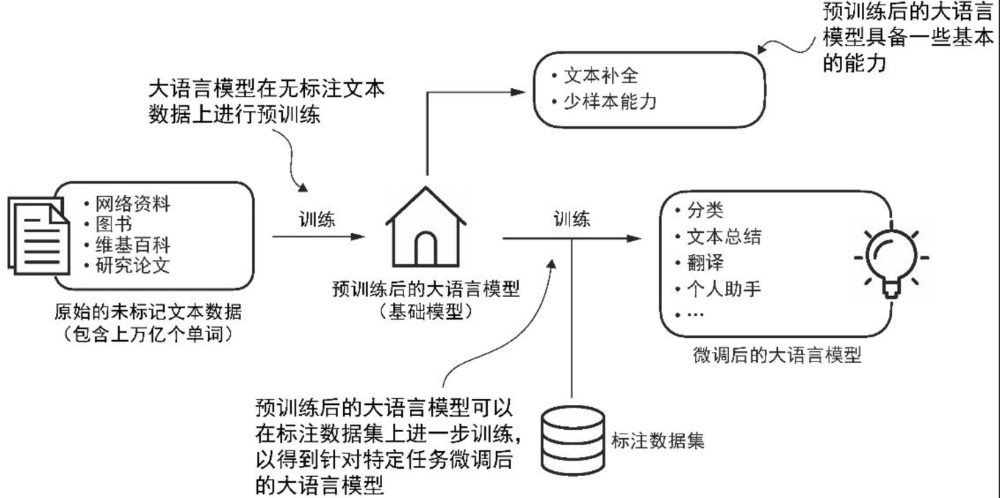 预训练后的大语言
模型具备一些基本
的能力
· 文本补全
· 少样本能力
大语言模型在无标注文本
数据上进行预训练
· 网络资料
· 图书
· 维基百科
· 研究论文
原始的未标记文本数据
(包含上万亿个单词)
训练
预训练后的大语言模型
(基础模型)
训练
· 分类
· 文本总结
· 翻译
· 个人助手
· …
微调后的大语言模型
预训练后的大语言模型可以
在标注数据集上进一步训练,
以得到针对特定任务微调后
的大语言模型
标注数据集